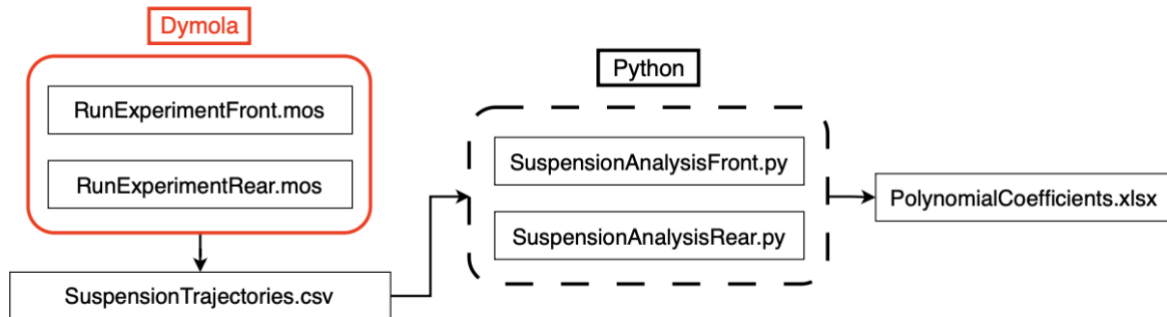 Dymola
RunExperimentFront.mos
RunExperimentRear.mos
SuspensionTrajectories.csv
Python
SuspensionAnalysisFront.py
SuspensionAnalysisRear.py
PolynomialCoefficients.xlsx